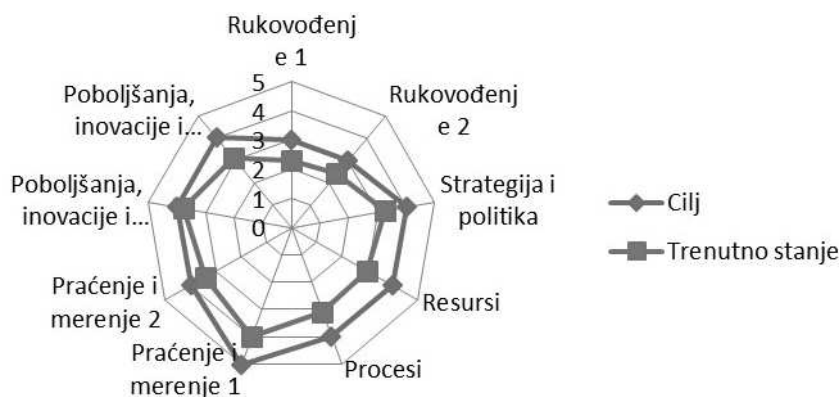 Rukovođenj
e 1
Rukovođenj
e 2
Strategija i
politika
Resursi
Procesi
Praćenje i
merenje 1
Praćenje i
merenje 2
Poboljšanja,
inovacije i...
Poboljšanja,
inovacije i...
5
4
3
2
1
0
Cilj
Trenutno stanje